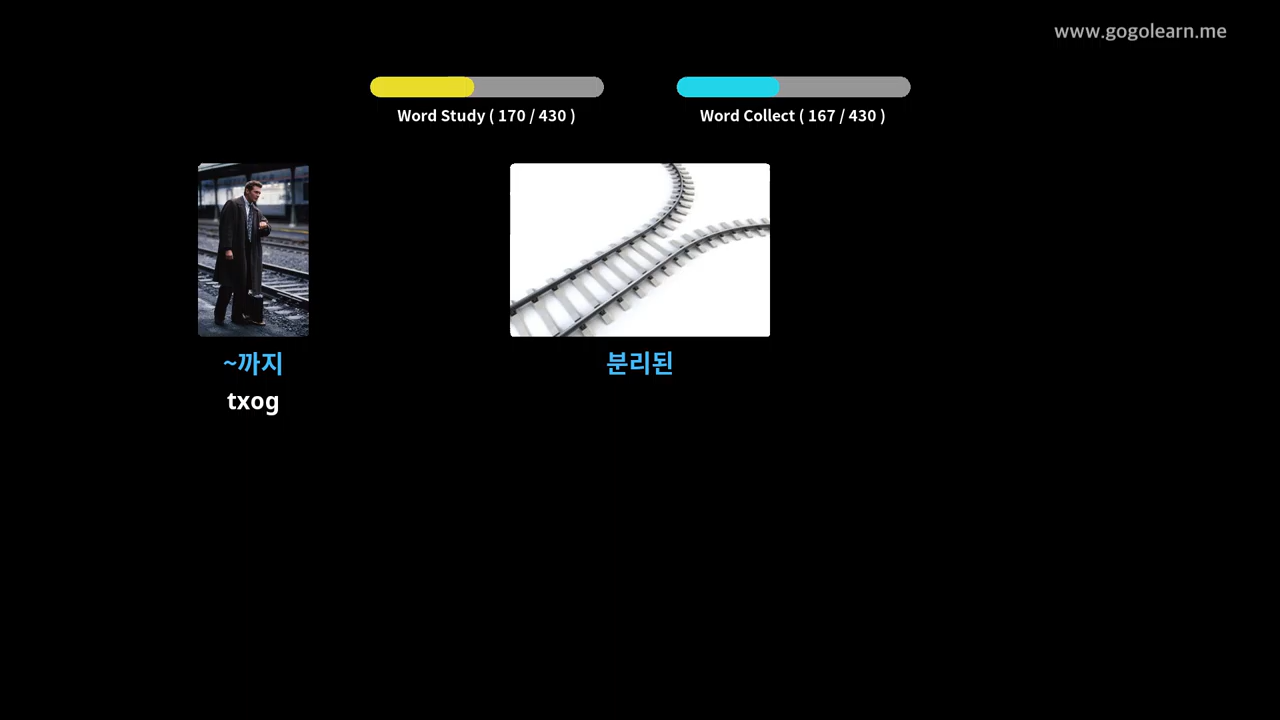 www.gogolearn.me
Word Study ( 170 / 430 )
Word Collect ( 167 / 430 )
~까지
분리된
txog